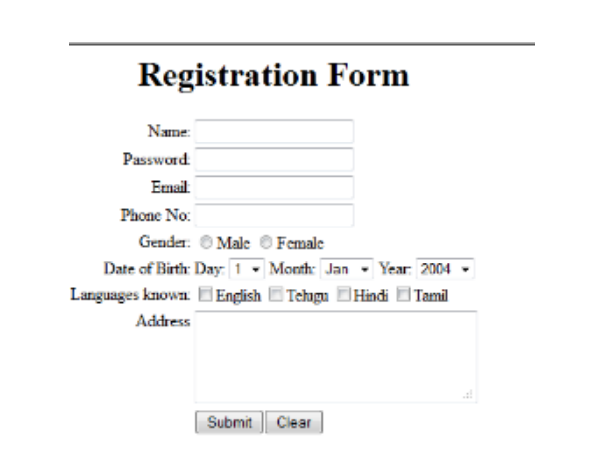 Registration Form
Name:
Password:
Email:
Phone No:
Gender: Male Female
Date of Birth: Day: 1 Month: Jan Year: 2004
Languages known: English Telugu Hindi Tamil
Address
Submit Clear